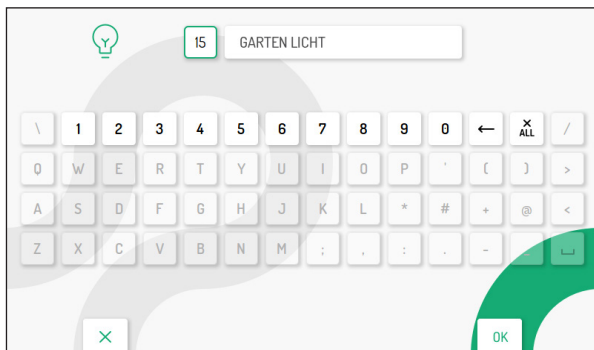 15 GARTEN LICHT
\ 1 2 3 4 5 6 7 8 9 0 ← × ALL /
Q W E R T Y U I O P ' ( ) >
A S D F G H J K L * # + @ <
Z X C V B N M ; , : . - _
× OK